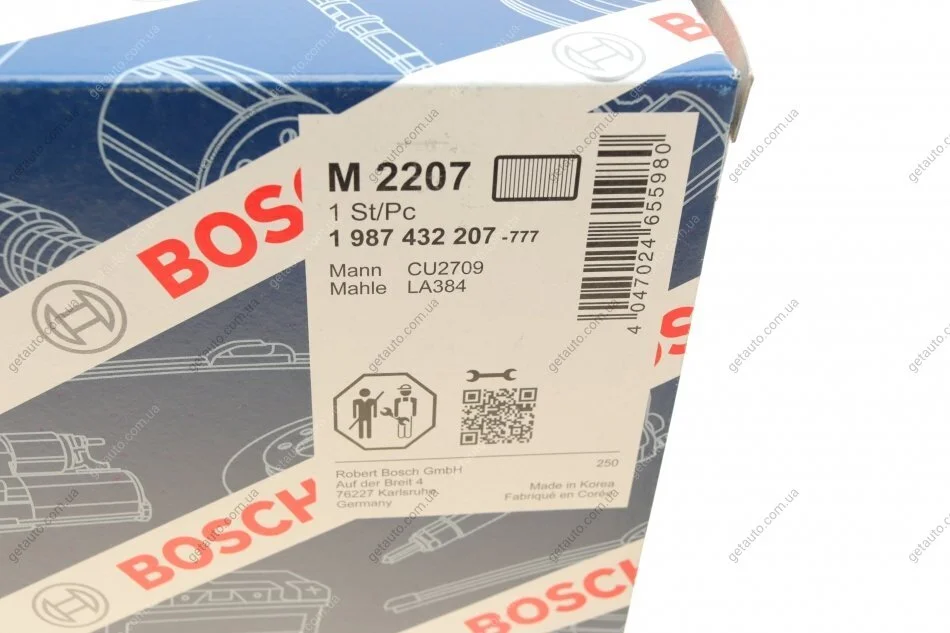 BOSCH
M 2207
1 St/Pc
1 987 432 207 -777
Mann CU2709
Mahle LA384
4 047024 655980
BOSCH
Robert Bosch GmbH
Auf der Breit 4
76227 Karlsruhe
Germany
250
Made in Korea
Fabriqué en Corée
BOSCH
getauto.com.ua